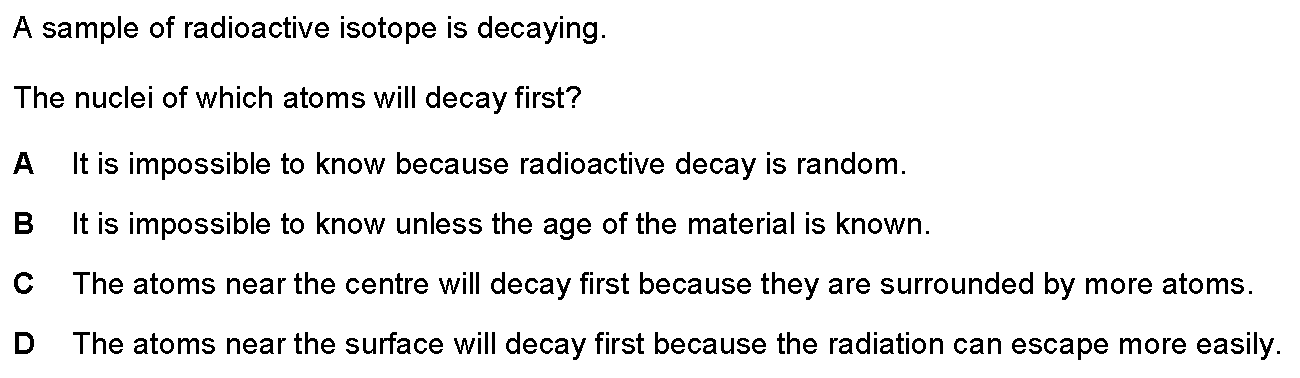 A sample of radioactive isotope is decaying.
The nuclei of which atoms will decay first?
A It is impossible to know because radioactive decay is random.
B It is impossible to know unless the age of the material is known.
C The atoms near the centre will decay first because they are surrounded by more atoms.
D The atoms near the surface will decay first because the radiation can escape more easily.